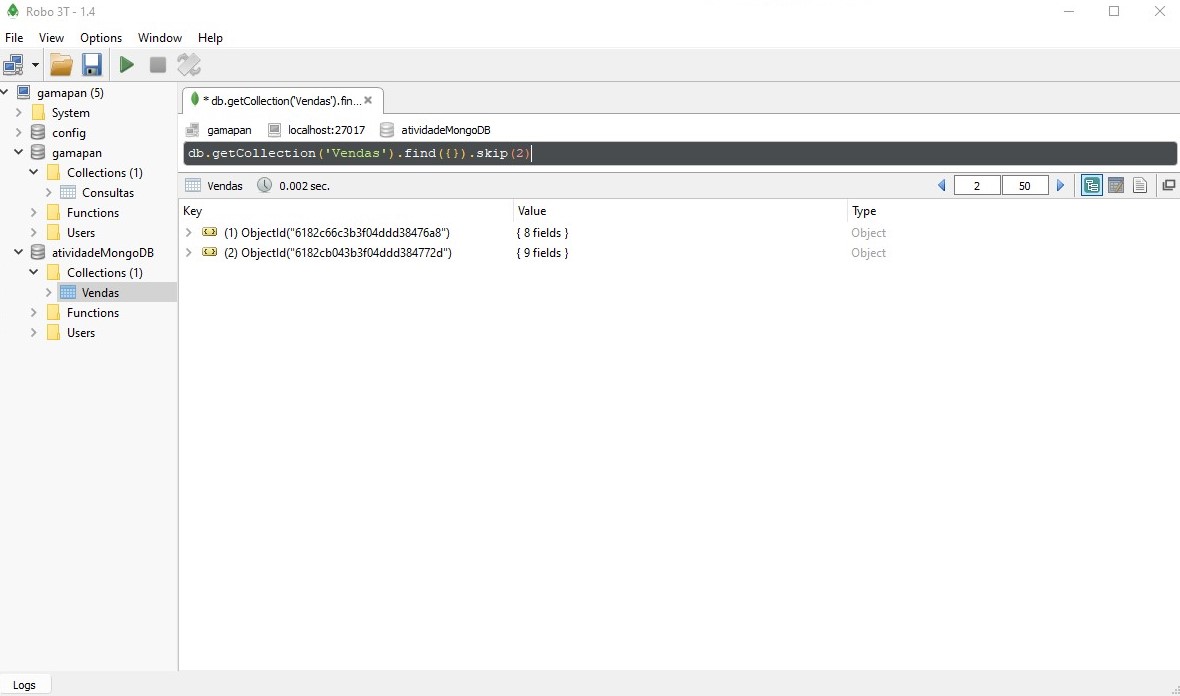 Robo 3T - 1.4
File View Options Window Help
gamapan (5)
System
config
gamapan
Collections (1)
Consultas
Functions
Users
atividadeMongoDB
Collections (1)
Vendas
Functions
Users
* db.getCollection('Vendas').fin...
gamapan localhost:27017 atividadeMongoDB
db.getCollection('Vendas').find({}).skip(2)
Vendas 0.002 sec. 2 50
Key Value Type
(1) ObjectId("6182c66c3b3f04ddd38476a8") { 8 fields } Object
(2) ObjectId("6182cb043b3f04ddd384772d") { 9 fields } Object
Logs